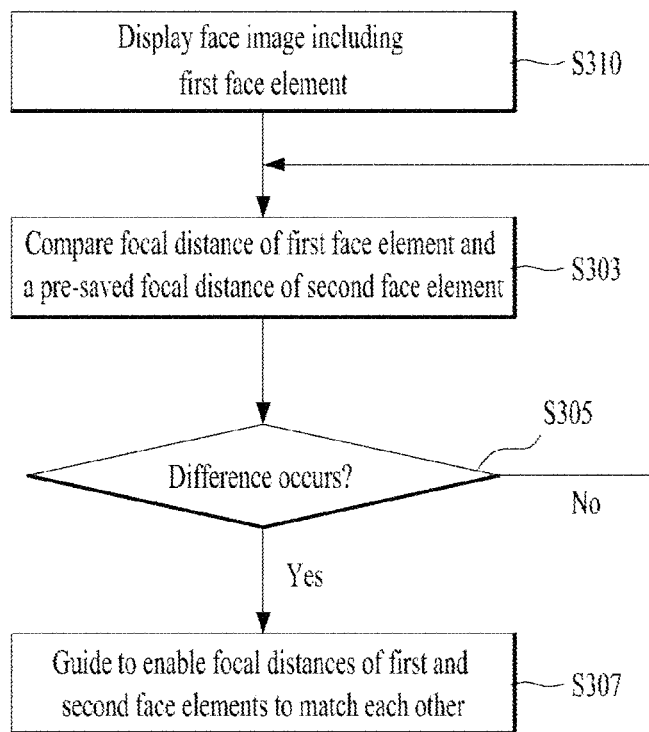 Display face image including
first face element
S310
Compare focal distance of first face element and
a pre-saved focal distance of second face element
S303
S305
Difference occurs?
No
Yes
Guide to enable focal distances of first and
second face elements to match each other
S307